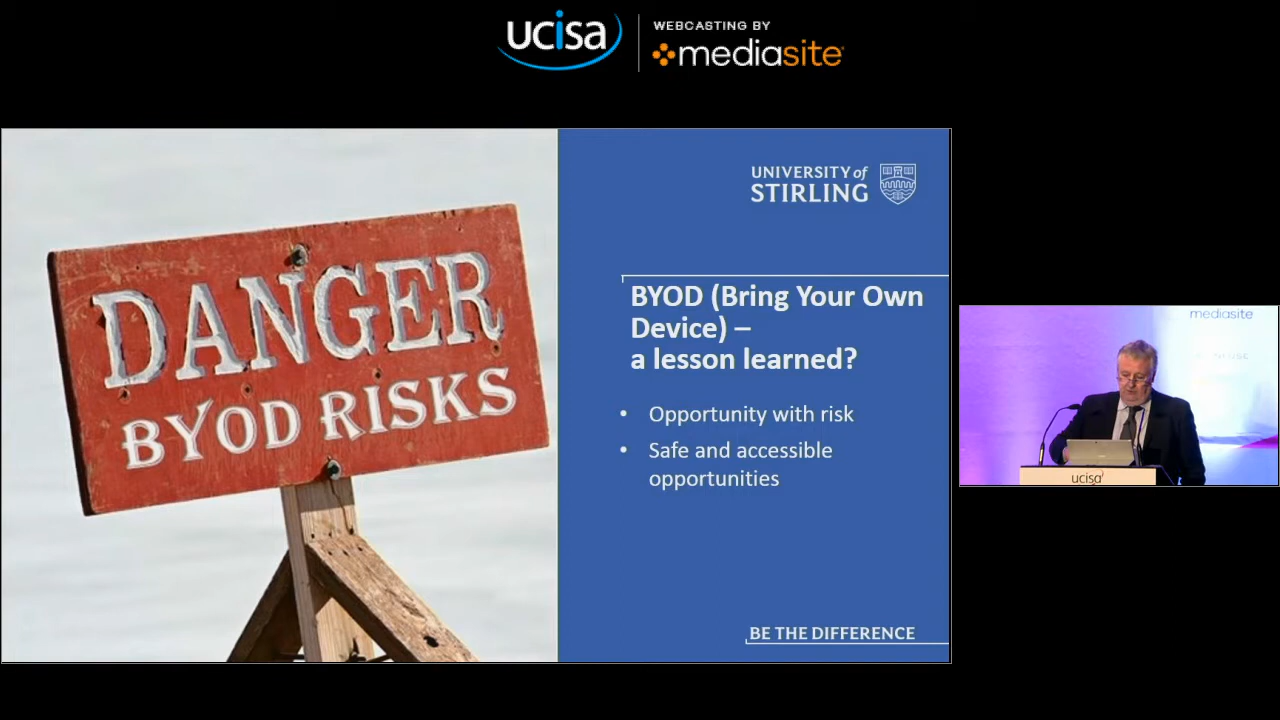 ucisa
WEBCASTING BY
mediasite
DANGER
BYOD RISKS
UNIVERSITY of
STIRLING
BYOD (Bring Your Own
Device) –
a lesson learned?
• Opportunity with risk
• Safe and accessible
opportunities
BE THE DIFFERENCE
mediasite
ucisa